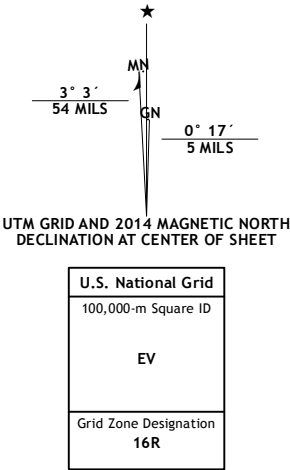 ★
MN
3° 3´
54 MILS
GN
0° 17´
5 MILS
UTM GRID AND 2014 MAGNETIC NORTH
DECLINATION AT CENTER OF SHEET
U.S. National Grid
100,000-m Square ID
EV
Grid Zone Designation
16R